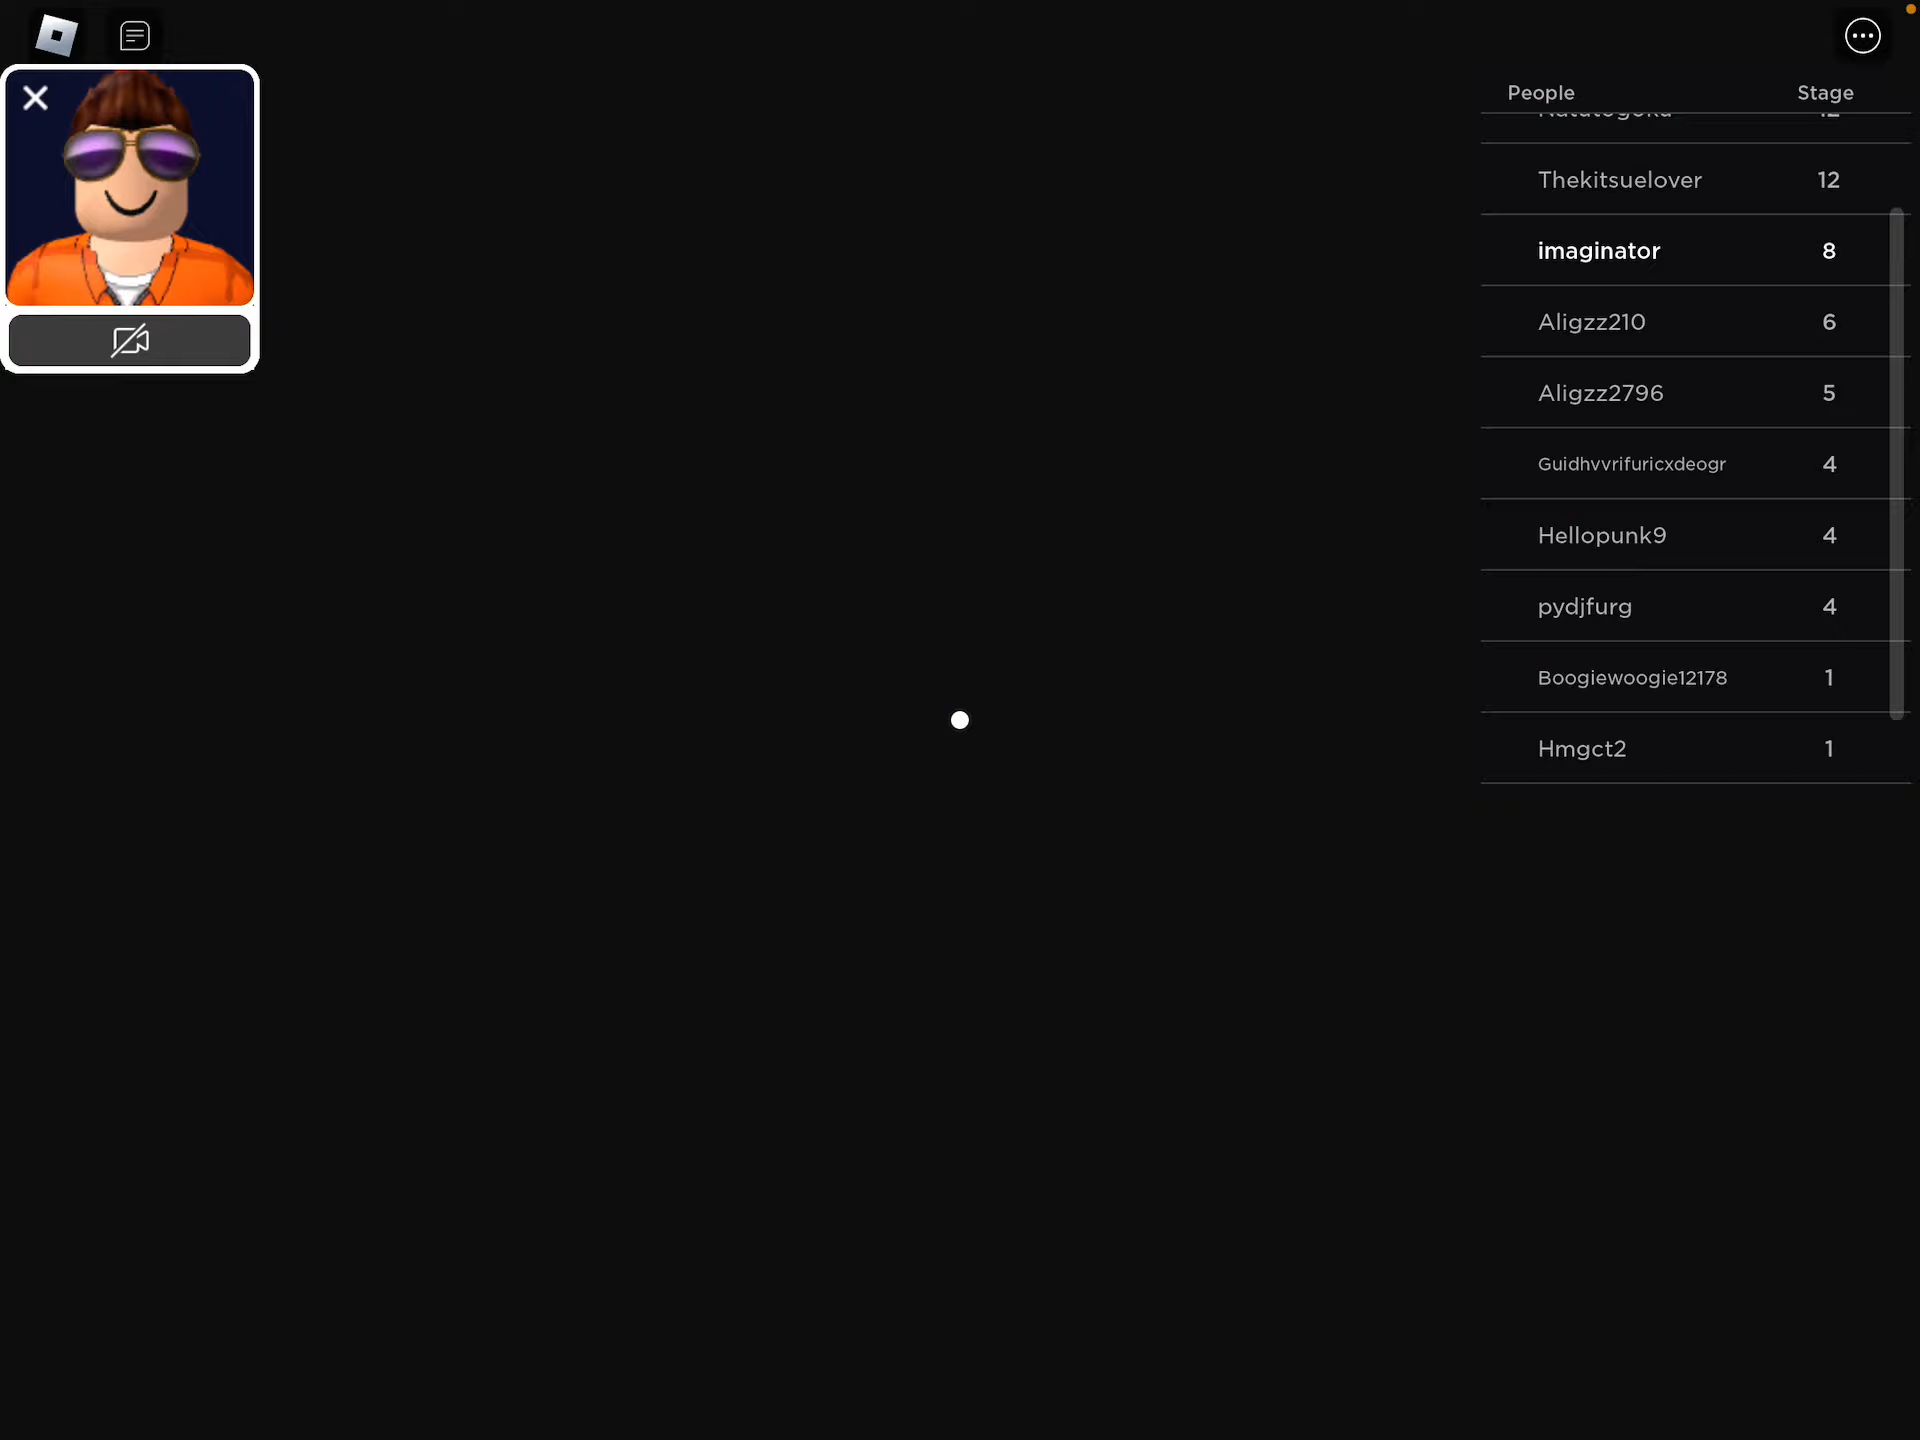 People Stage
Thekitsuelover 12
imaginator 8
Aligzz210 6
Aligzz2796 5
Guidhvvrifuricxdeogr 4
Hellopunk9 4
pydjfurg 4
Boogiewoogie12178 1
Hmgct2 1